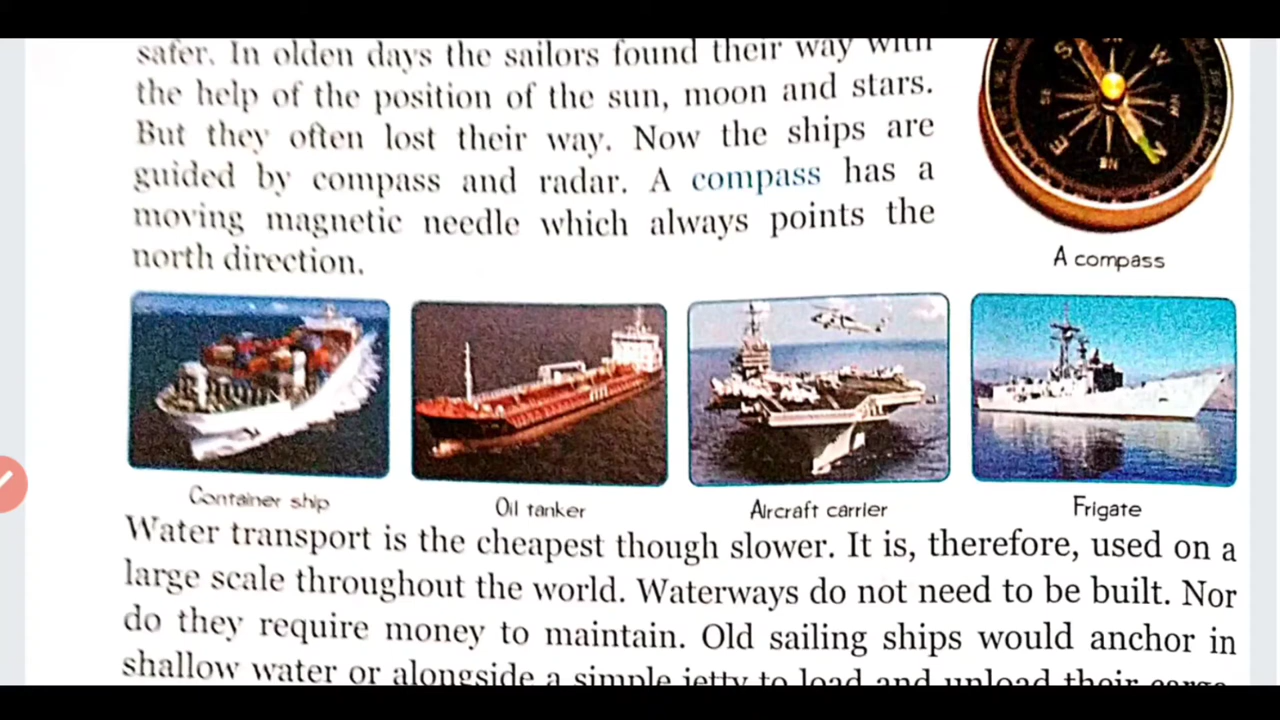 safer. In olden days the sailors found their way with
the help of the position of the sun, moon and stars.
But they often lost their way. Now the ships are
guided by compass and radar. A compass has a
moving magnetic needle which always points the
north direction.
S W
E N
NE
A compass
Container ship
Oil tanker
Aircraft carrier
Frigate
Water transport is the cheapest though slower. It is, therefore, used on a
large scale throughout the world. Waterways do not need to be built. Nor
do they require money to maintain. Old sailing ships would anchor in
shallow water or alongside a simple jetty to load and unload their cargo.